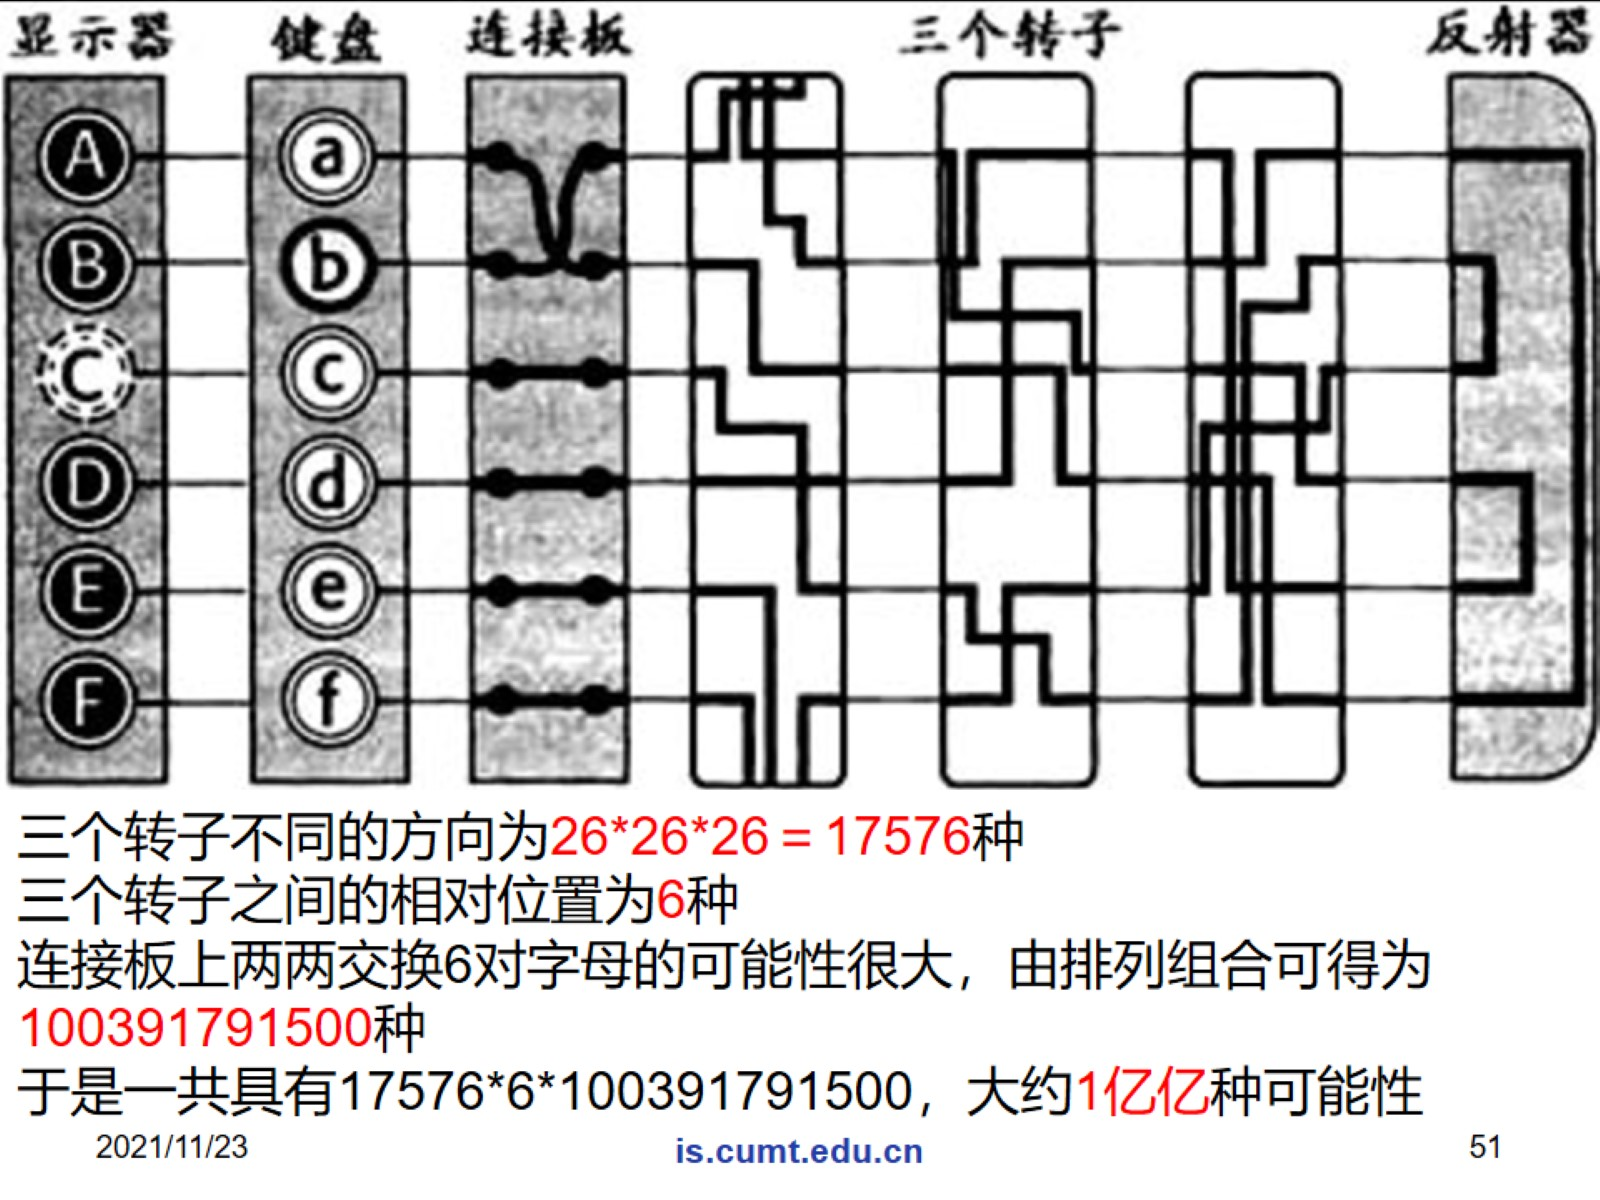 显示器 键盘 连接板 三个转子 反射器
A a
B b
C c
D d
E e
F f
三个转子不同的方向为26*26*26 = 17576种
三个转子之间的相对位置为6种
连接板上两两交换6对字母的可能性很大，由排列组合可得为
100391791500种
于是一共具有17576*6*100391791500，大约1亿亿种可能性
2021/11/23 is.cumt.edu.cn 51